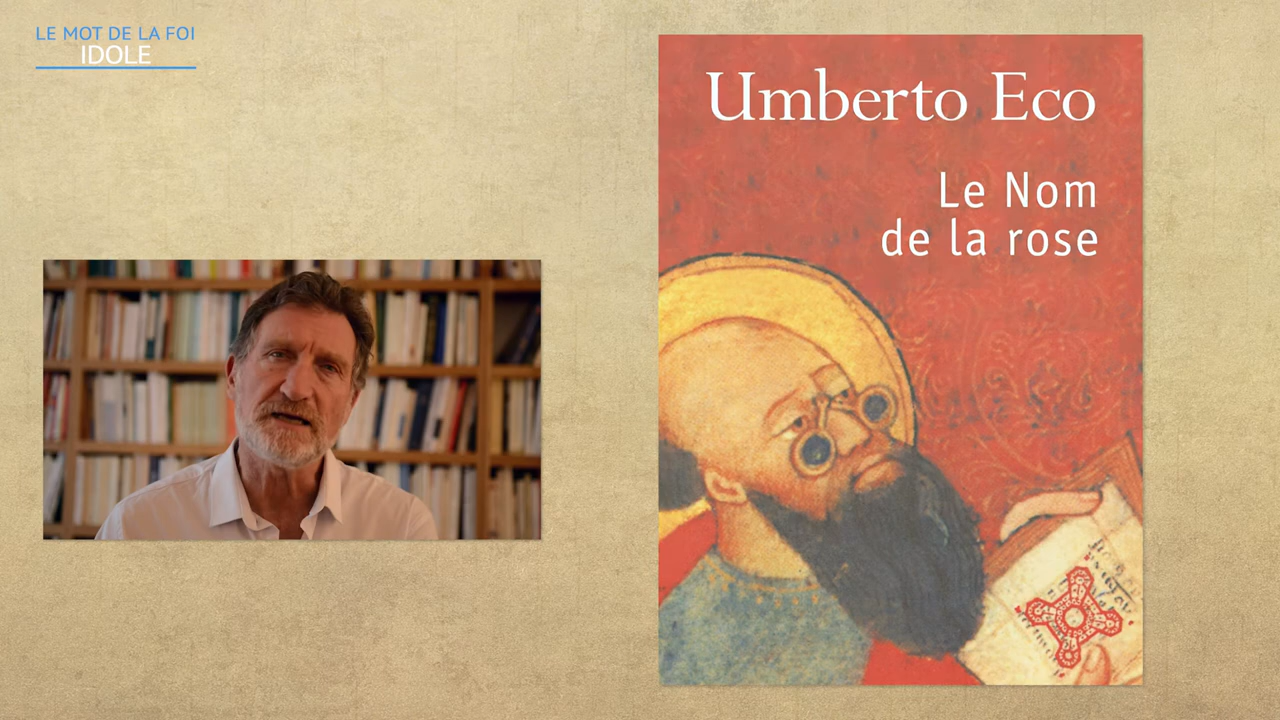 LE MOT DE LA FOI
IDOLE
Umberto Eco
Le Nom
de la rose